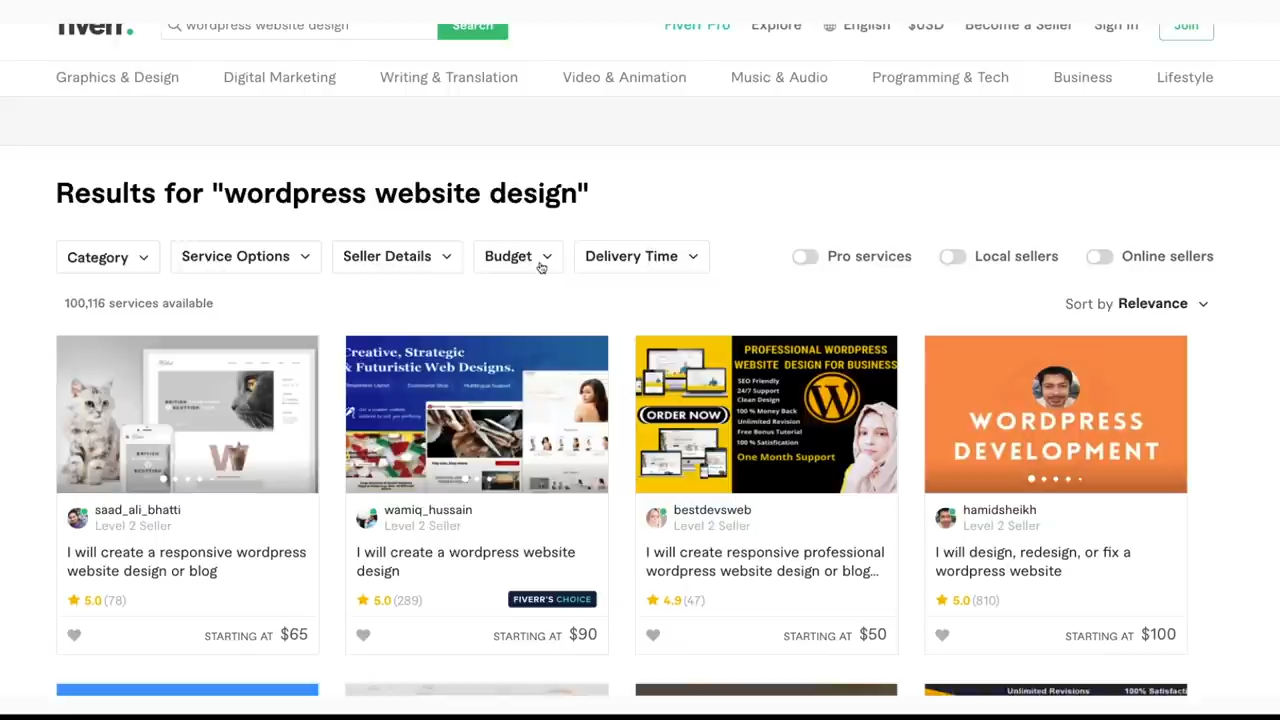 fiverr.
wordpress website design
Search
Fiverr Pro
Explore
English
$USD
Become a Seller
Sign in
Join
Graphics & Design
Digital Marketing
Writing & Translation
Video & Animation
Music & Audio
Programming & Tech
Business
Lifestyle
Results for "wordpress website design"
Category
Service Options
Seller Details
Budget
Delivery Time
Pro services
Local sellers
Online sellers
100,116 services available
Sort by Relevance
Creative, Strategic
& Futuristic Web Designs.
PROFESSIONAL WORDPRESS
WEBSITE DESIGN FOR BUSINESS
SEO Friendly
24/7 Support
Clean Design
100 % Money Back
Unlimited Revision
Free Bonus Tutorial
100 % Satisfication
One Month Support
ORDER NOW
WORDPRESS
DEVELOPMENT
saad_ali_bhatti
Level 2 Seller
I will create a responsive wordpress
website design or blog
5.0 (78)
STARTING AT $65
wamiq_hussain
Level 2 Seller
I will create a wordpress website
design
5.0 (289)
FIVERR'S CHOICE
STARTING AT $90
bestdevsweb
Level 2 Seller
I will create responsive professional
wordpress website design or blog...
4.9 (47)
STARTING AT $50
hamidsheikh
Level 2 Seller
I will design, redesign, or fix a
wordpress website
5.0 (810)
STARTING AT $100
Unlimited Revisions